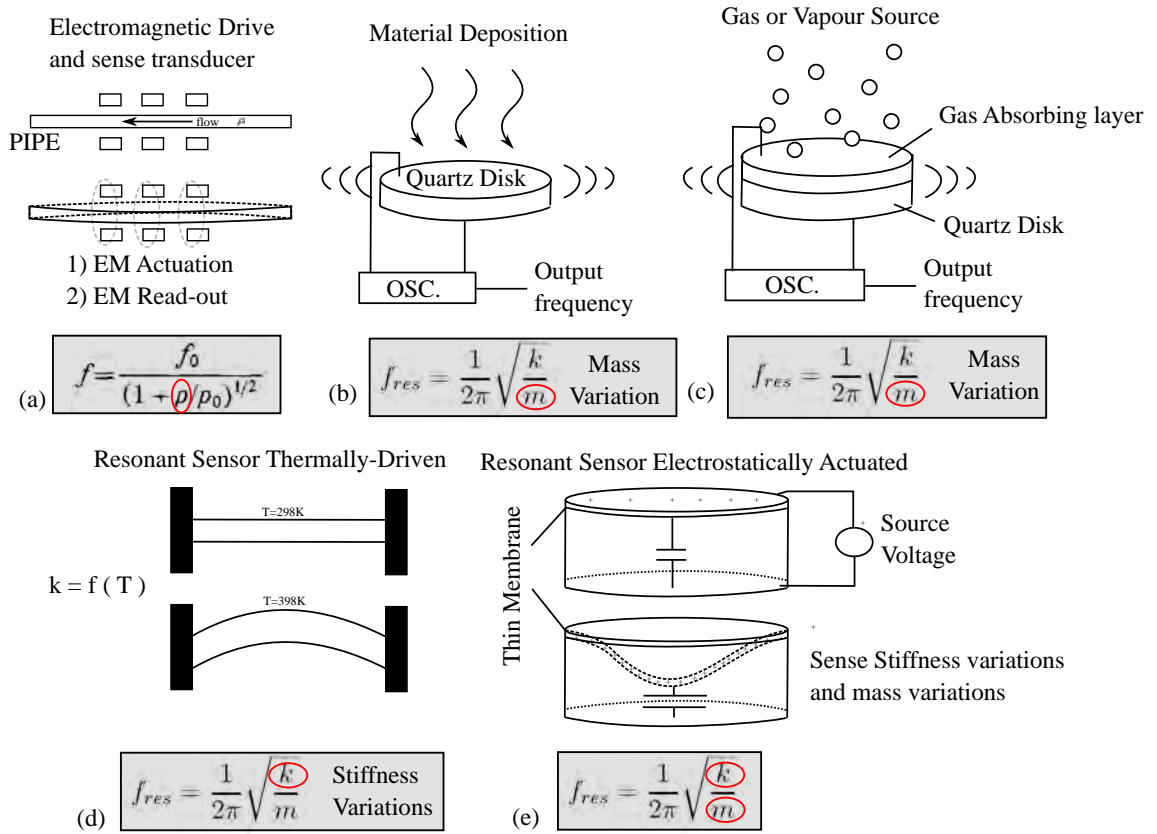 Electromagnetic Drive
and sense transducer
flow ρ
PIPE
1) EM Actuation
2) EM Read-out
(a) f = f₀ / (1 + ρ/ρ₀)^1/2
Material Deposition
Quartz Disk
OSC.
Output
frequency
(b) f_res = 1/2π √(k/m) Mass
Variation
Gas or Vapour Source
Gas Absorbing layer
Quartz Disk
OSC.
Output
frequency
(c) f_res = 1/2π √(k/m) Mass
Variation
Resonant Sensor Thermally-Driven
T=298K
k = f ( T )
T=398K
(d) f_res = 1/2π √(k/m) Stiffness
Variations
Resonant Sensor Electrostatically Actuated
+ + + + + +
+
Source
Voltage
Thin Membrane
+
Sense Stiffness variations
and mass variations
(e) f_res = 1/2π √(k/m)